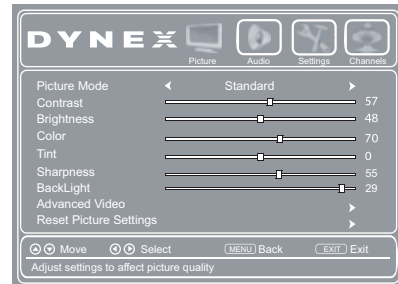 DYNEX
Picture Audio Settings Channels
Picture Mode Standard
Contrast 57
Brightness 48
Color 70
Tint 0
Sharpness 55
BackLight 29
Advanced Video
Reset Picture Settings
Move Select MENU Back EXIT Exit
Adjust settings to affect picture quality